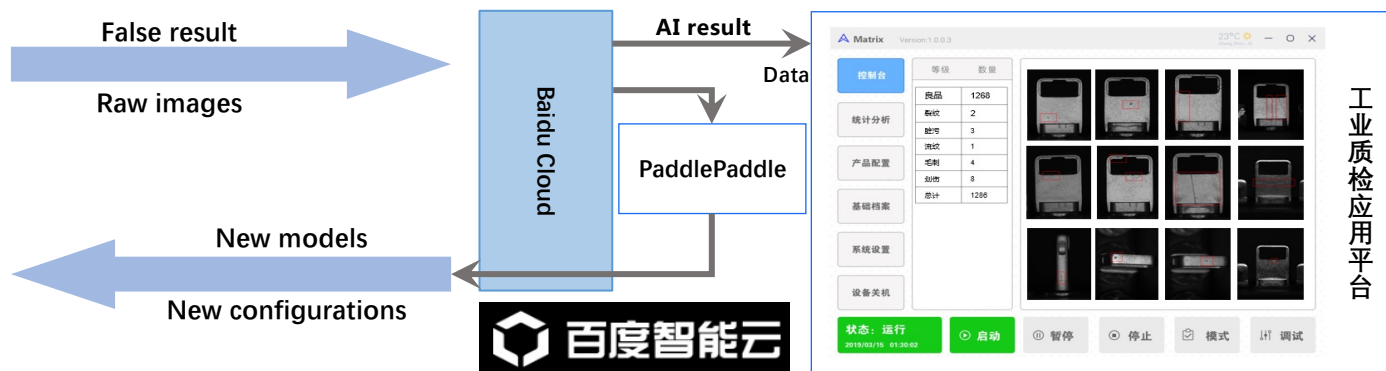 False result
Raw images
New models
New configurations
Baidu Cloud
AI result
Data
PaddlePaddle
百度智能云
Matrix Version:1.0.0.3
23°C
控制台
统计分析
产品配置
基础档案
系统设置
设备关机
等级 数量
良品 1268
裂纹 2
脏污 3
流纹 1
毛刺 4
划伤 8
总计 1286
状态：运行
2019/03/15 01:30:02
启动
暂停
停止
模式
调试
工业质检应用平台